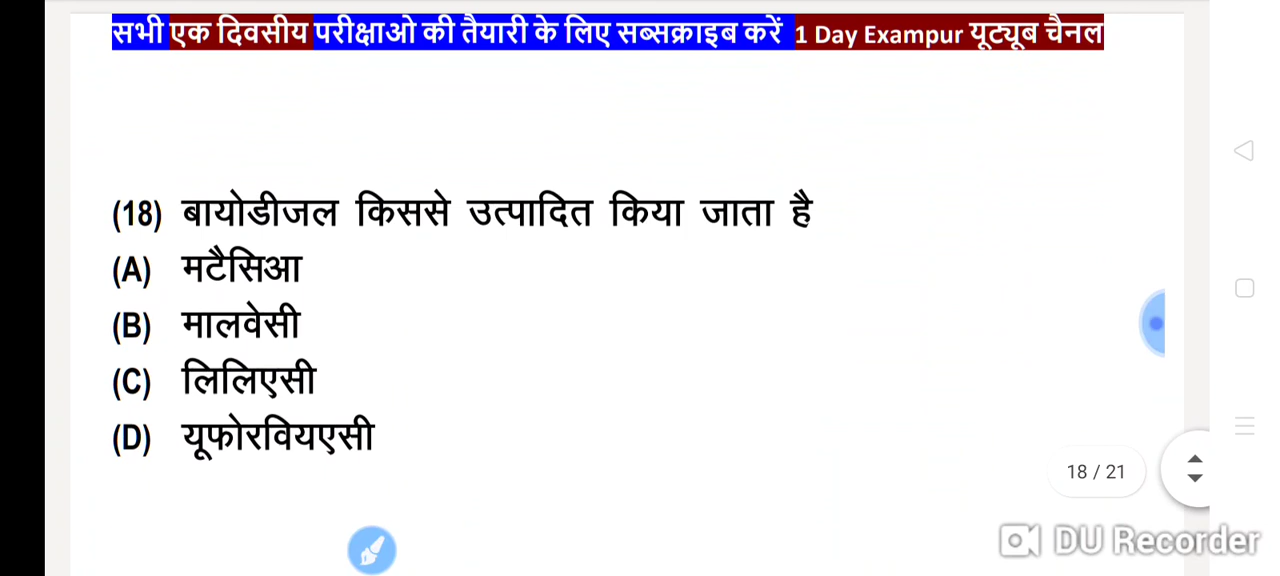 सभी एक दिवसीय परीक्षाओ की तैयारी के लिए सब्सक्राइब करें 1 Day Exampur यूट्यूब चैनल
(18) बायोडीजल किससे उत्पादित किया जाता है
(A) मटैसिआ
(B) मालवेसी
(C) लिलिएसी
(D) यूफोरवियएसी
18 / 21
DU Recorder